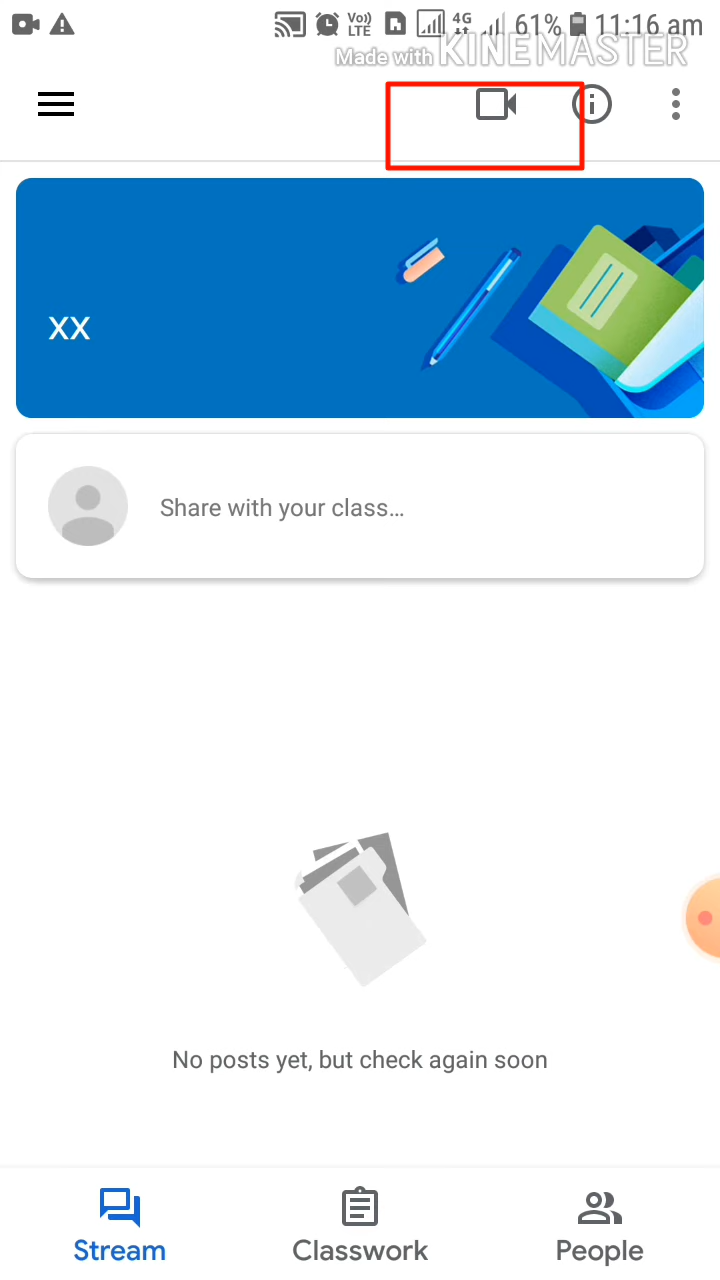 Vo)) 4G 61% 11:16 am
LTE
Made with KINEMASTER
XX
Share with your class...
No posts yet, but check again soon
Stream Classwork People